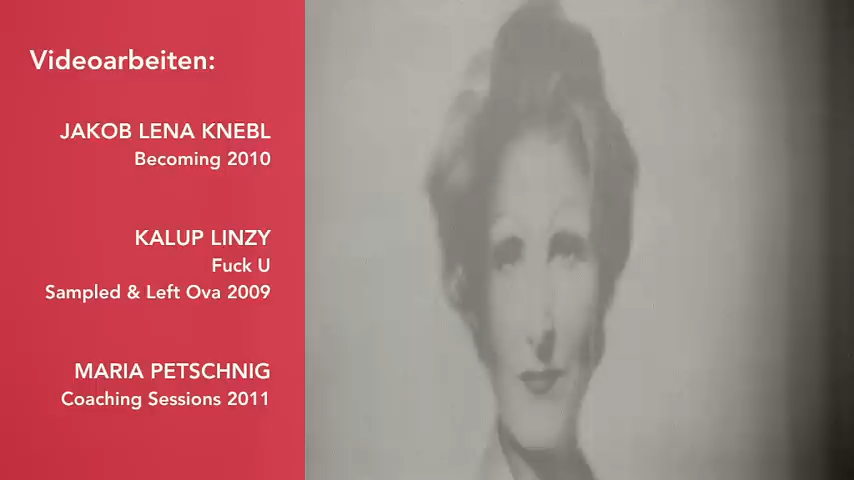 Videoarbeiten:
JAKOB LENA KNEBL
Becoming 2010
KALUP LINZY
Fuck U
Sampled & Left Ova 2009
MARIA PETSCHNIG
Coaching Sessions 2011